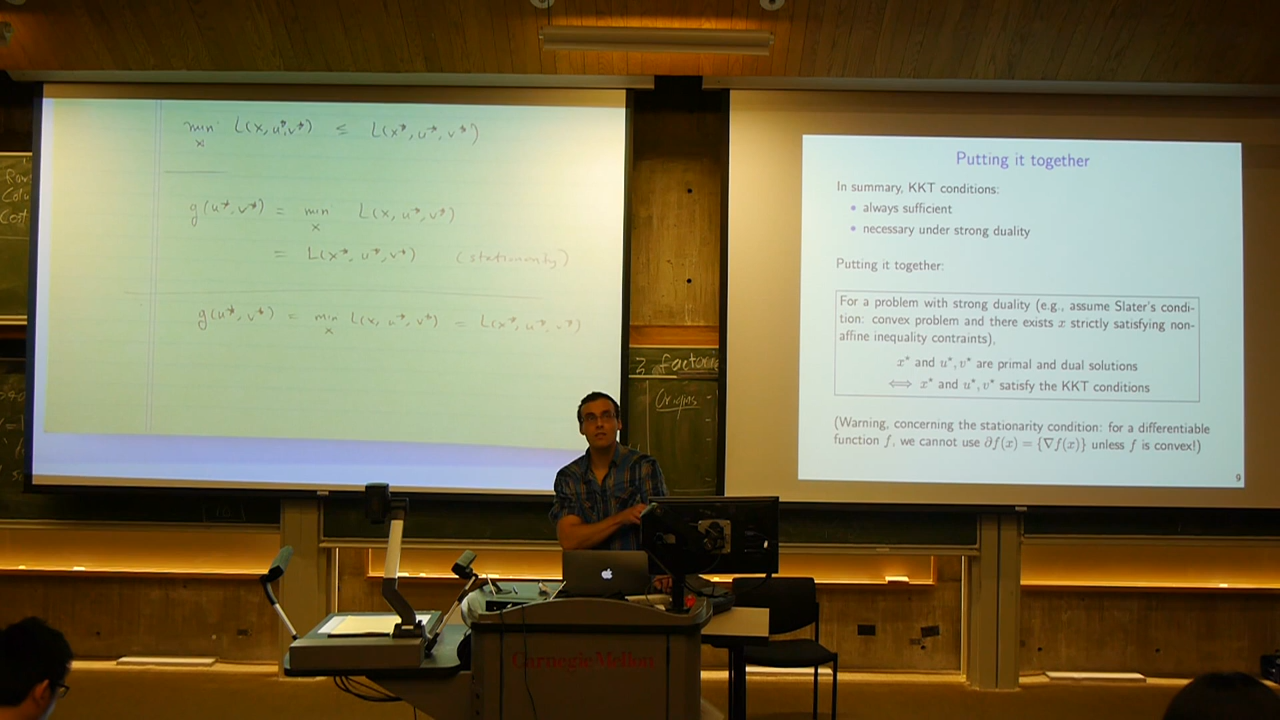 min L(x, u*, v*) ≤ L(x*, u*, v*)
x
g(u*, v*) = min L(x, u*, v*)
x
= L(x*, u*, v*) (stationarity)
g(u*, v*) = min L(x, u*, v*) = L(x*, u*, v*)
x
Putting it together
In summary, KKT conditions:
• always sufficient
• necessary under strong duality
Putting it together:
For a problem with strong duality (e.g., assume Slater's condi-
tion: convex problem and there exists x strictly satisfying non-
affine inequality contraints),
x* and u*, v* are primal and dual solutions
⟺ x* and u*, v* satisfy the KKT conditions
(Warning, concerning the stationarity condition: for a differentiable
function f, we cannot use ∂f(x) = {∇f(x)} unless f is convex!)
9
Cost
Origins
Carnegie Mellon